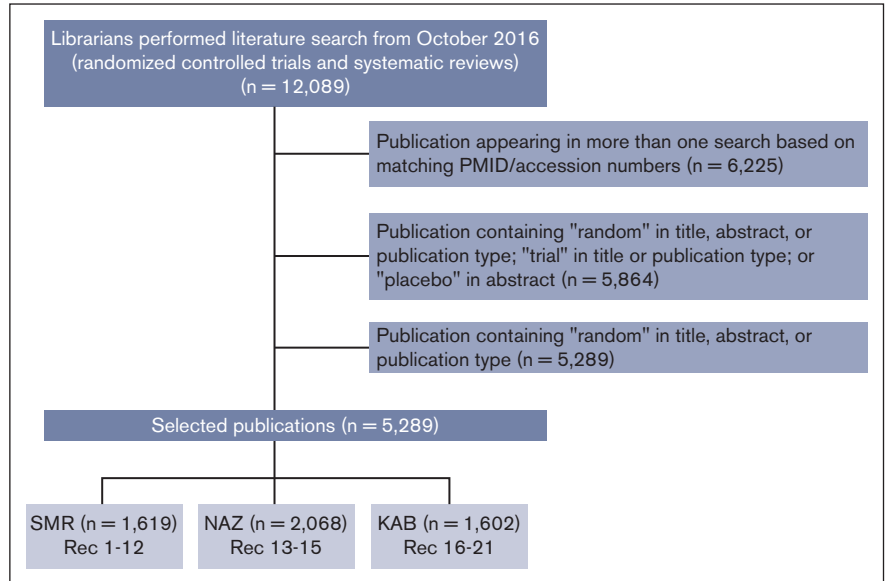 Librarians performed literature search from October 2016
(randomized controlled trials and systematic reviews)
(n = 12,089)
Publication appearing in more than one search based on
matching PMID/accession numbers (n = 6,225)
Publication containing "random" in title, abstract, or
publication type; "trial" in title or publication type; or
"placebo" in abstract (n = 5,864)
Publication containing "random" in title, abstract, or
publication type (n = 5,289)
Selected publications (n = 5,289)
SMR (n = 1,619)
Rec 1-12
NAZ (n = 2,068)
Rec 13-15
KAB (n = 1,602)
Rec 16-21